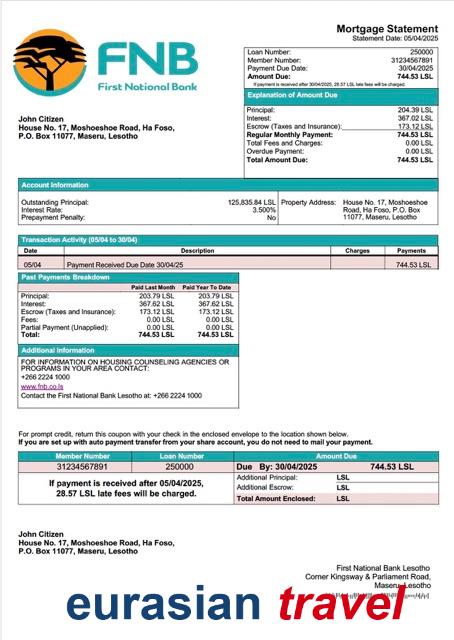 Mortgage Statement
Statement Date: 05/04/2025
FNB
First National Bank
Loan Number: 250000
Member Number: 31234567891
Payment Due Date: 30/04/2025
Amount Due: 744.53 LSL
If payment is received after 30/04/2025, 28.57 LSL late fees will be charged.
Explanation of Amount Due
Principal: 204.39 LSL
Interest: 367.02 LSL
Escrow (Taxes and Insurance): 173.12 LSL
Regular Monthly Payment: 744.53 LSL
Total Fees and Charges: 0.00 LSL
Overdue Payment: 0.00 LSL
Total Amount Due: 744.53 LSL
John Citizen
House No. 17, Moshoeshoe Road, Ha Foso,
P.O. Box 11077, Maseru, Lesotho
Account Information
Outstanding Principal: 125,835.84 LSL
Interest Rate: 3.500%
Prepayment Penalty: No
Property Address: House No. 17, Moshoeshoe
Road, Ha Foso, P.O. Box
11077, Maseru, Lesotho
Transaction Activity (05/04 to 30/04)
Date Description Charges Payments
05/04 Payment Received Due Date 30/04/25 744.53 LSL
Past Payments Breakdown
Paid Last Month Paid Year To Date
Principal: 203.79 LSL 203.79 LSL
Interest: 367.62 LSL 367.62 LSL
Escrow (Taxes and Insurance): 173.12 LSL 173.12 LSL
Fees: 0.00 LSL 0.00 LSL
Partial Payment (Unapplied): 0.00 LSL 0.00 LSL
Total: 744.53 LSL 744.53 LSL
Additional Information
FOR INFORMATION ON HOUSING COUNSELING AGENCIES OR
PROGRAMS IN YOUR AREA CONTACT:
+266 2224 1000
www.fnb.co.ls
Contact the First National Bank Lesotho at: +266 2224 1000
For prompt credit, return this coupon with your check in the enclosed envelope to the location shown below.
If you are set up with auto payment transfer from your share account, you do not need to mail your payment.
Member Number Loan Number Amount Due
31234567891 250000 Due By: 30/04/2025 744.53 LSL
If payment is received after 05/04/2025,
28.57 LSL late fees will be charged.
Additional Principal: LSL
Additional Escrow: LSL
Total Amount Enclosed: LSL
John Citizen
House No. 17, Moshoeshoe Road, Ha Foso,
P.O. Box 11077, Maseru, Lesotho
First National Bank Lesotho
Corner Kingsway & Parliament Road,
Maseru, Lesotho
eurasian travel